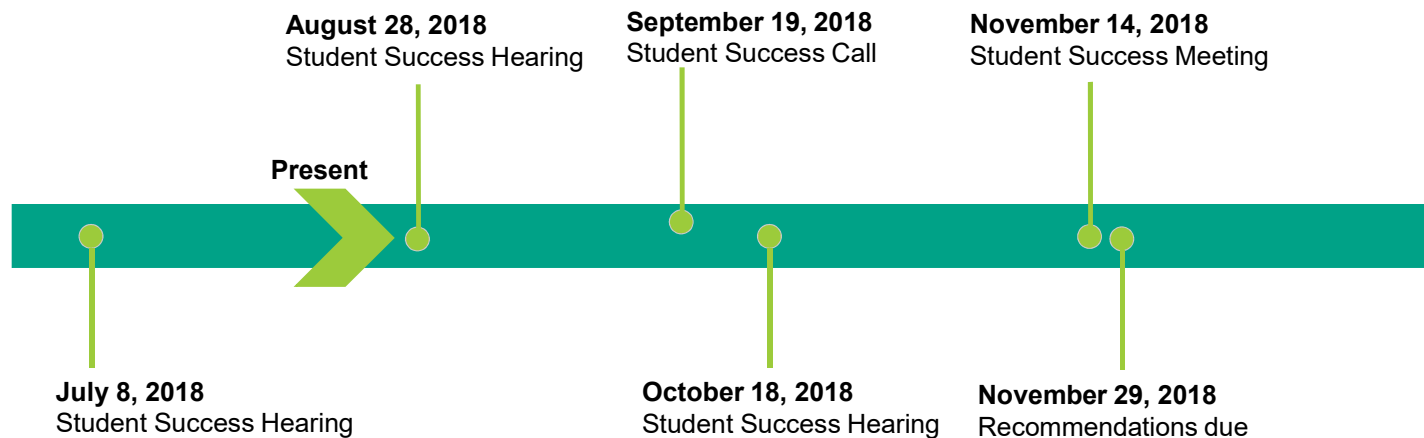 August 28, 2018
Student Success Hearing
September 19, 2018
Student Success Call
November 14, 2018
Student Success Meeting
Present
July 8, 2018
Student Success Hearing
October 18, 2018
Student Success Hearing
November 29, 2018
Recommendations due